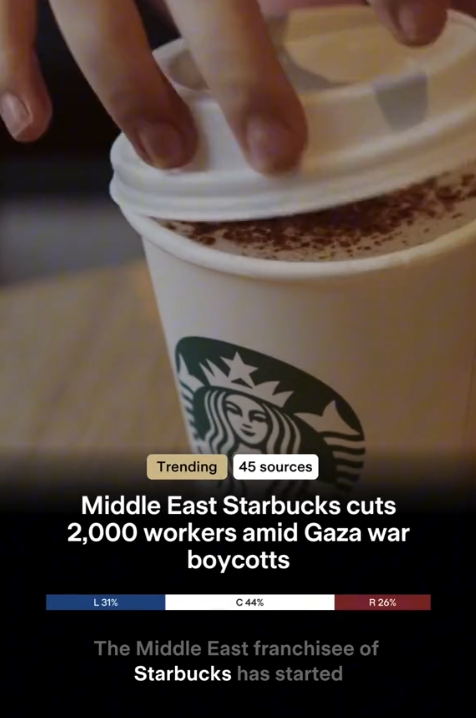 Trending 45 sources
Middle East Starbucks cuts
2,000 workers amid Gaza war
boycotts
L 31% C 44% R 26%
The Middle East franchisee of
Starbucks has started